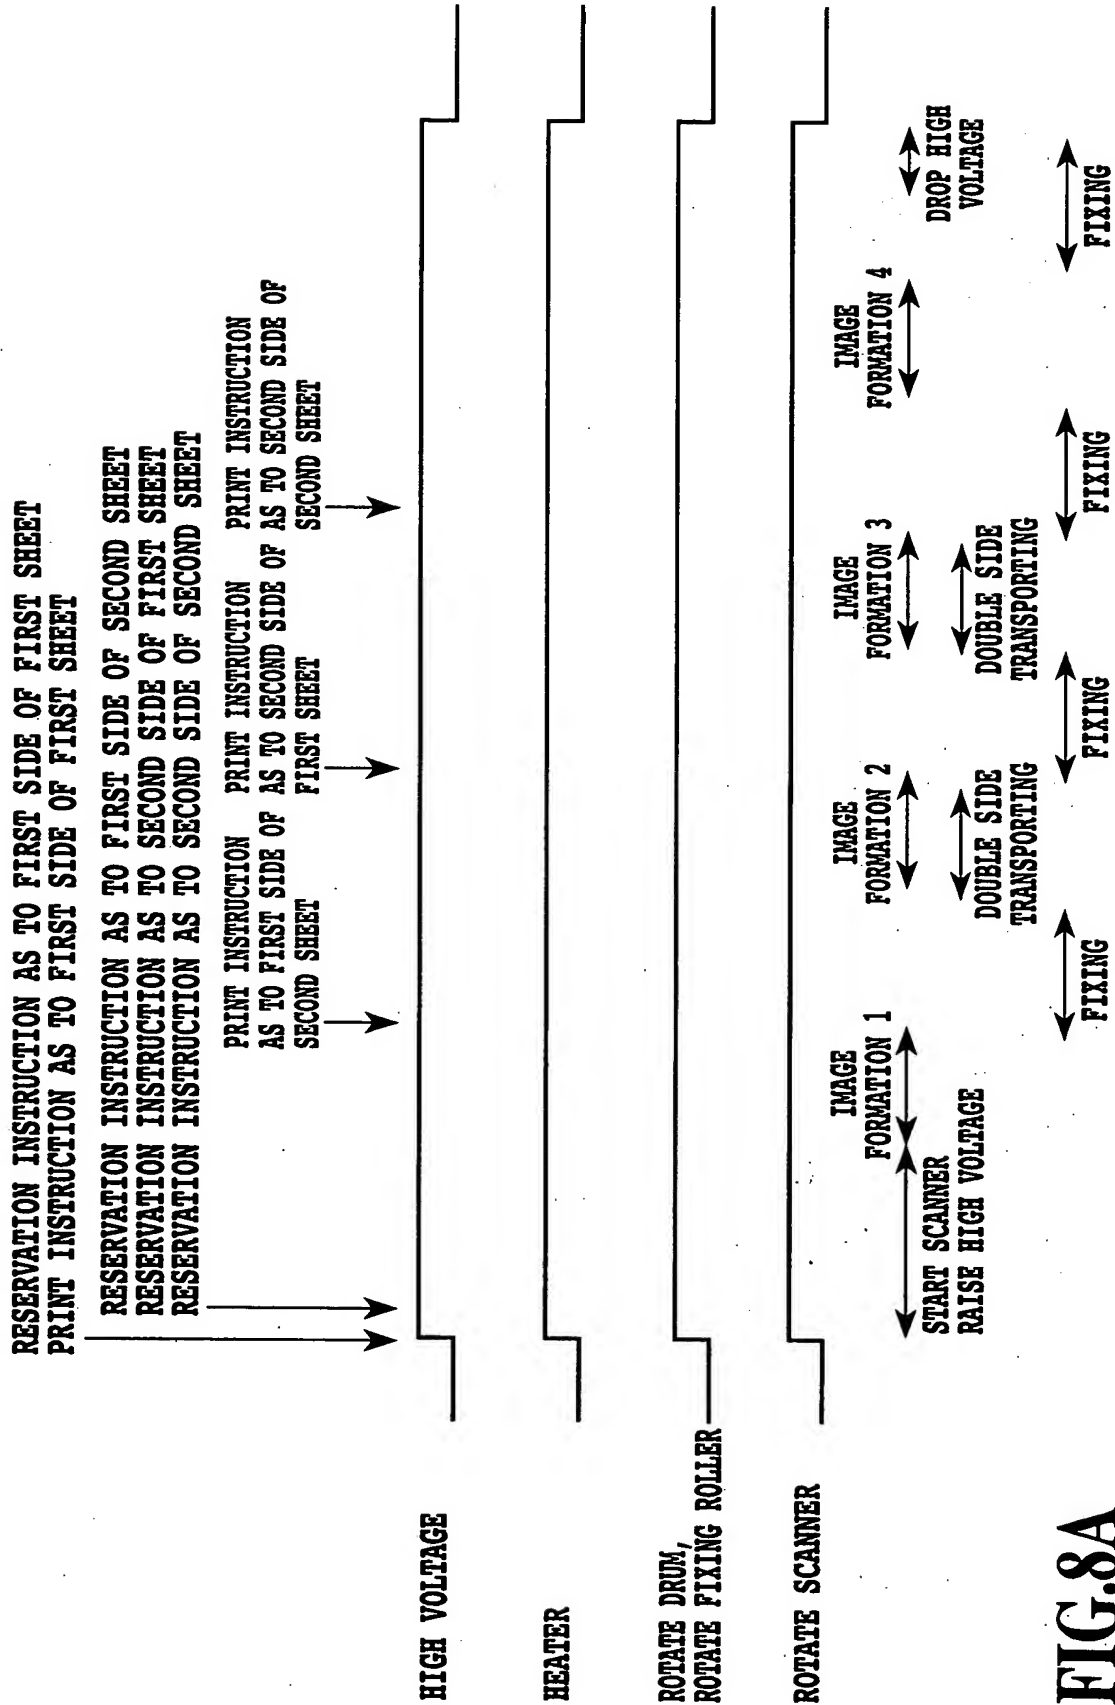 RESERVATION INSTRUCTION AS TO FIRST SIDE OF FIRST SHEET
PRINT INSTRUCTION AS TO FIRST SIDE OF FIRST SHEET
RESERVATION INSTRUCTION AS TO FIRST SIDE OF SECOND SHEET
RESERVATION INSTRUCTION AS TO SECOND SIDE OF FIRST SHEET
RESERVATION INSTRUCTION AS TO SECOND SIDE OF SECOND SHEET
PRINT INSTRUCTION
AS TO FIRST SIDE OF
SECOND SHEET
PRINT INSTRUCTION
AS TO SECOND SIDE OF
FIRST SHEET
PRINT INSTRUCTION
AS TO SECOND SIDE OF
SECOND SHEET
HIGH VOLTAGE
HEATER
ROTATE DRUM,
ROTATE FIXING ROLLER
ROTATE SCANNER
START SCANNER
RAISE HIGH VOLTAGE
IMAGE
FORMATION 1
IMAGE
FORMATION 2
IMAGE
FORMATION 3
IMAGE
FORMATION 4
DROP HIGH
VOLTAGE
DOUBLE SIDE
TRANSPORTING
DOUBLE SIDE
TRANSPORTING
FIXING
FIXING
FIXING
FIXING
FIG.8A